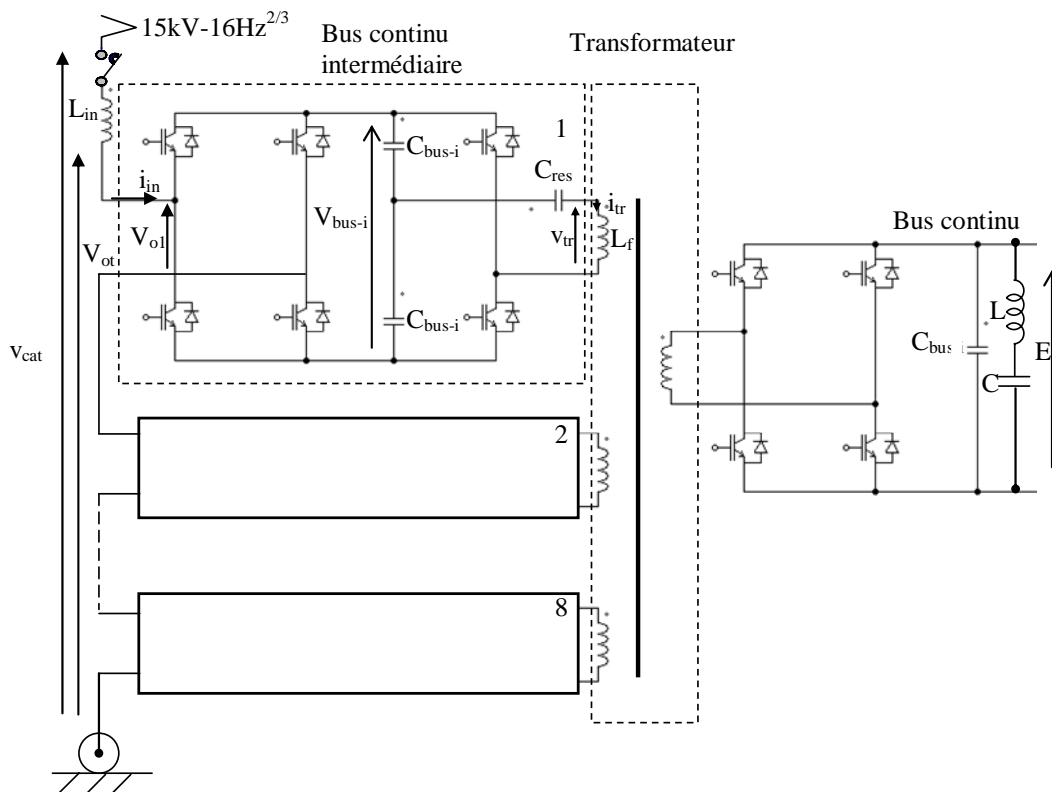 15kV-16Hz2/3
Bus continu
intermédiaire
Transformateur
Lin
1
Cbus-i
Cres
iin
Vbus-i
itr
Vo1
vtr
Lf
Vot
Bus continu
Cbus-i
L
vcat
Cbus-i
E
C
2
8